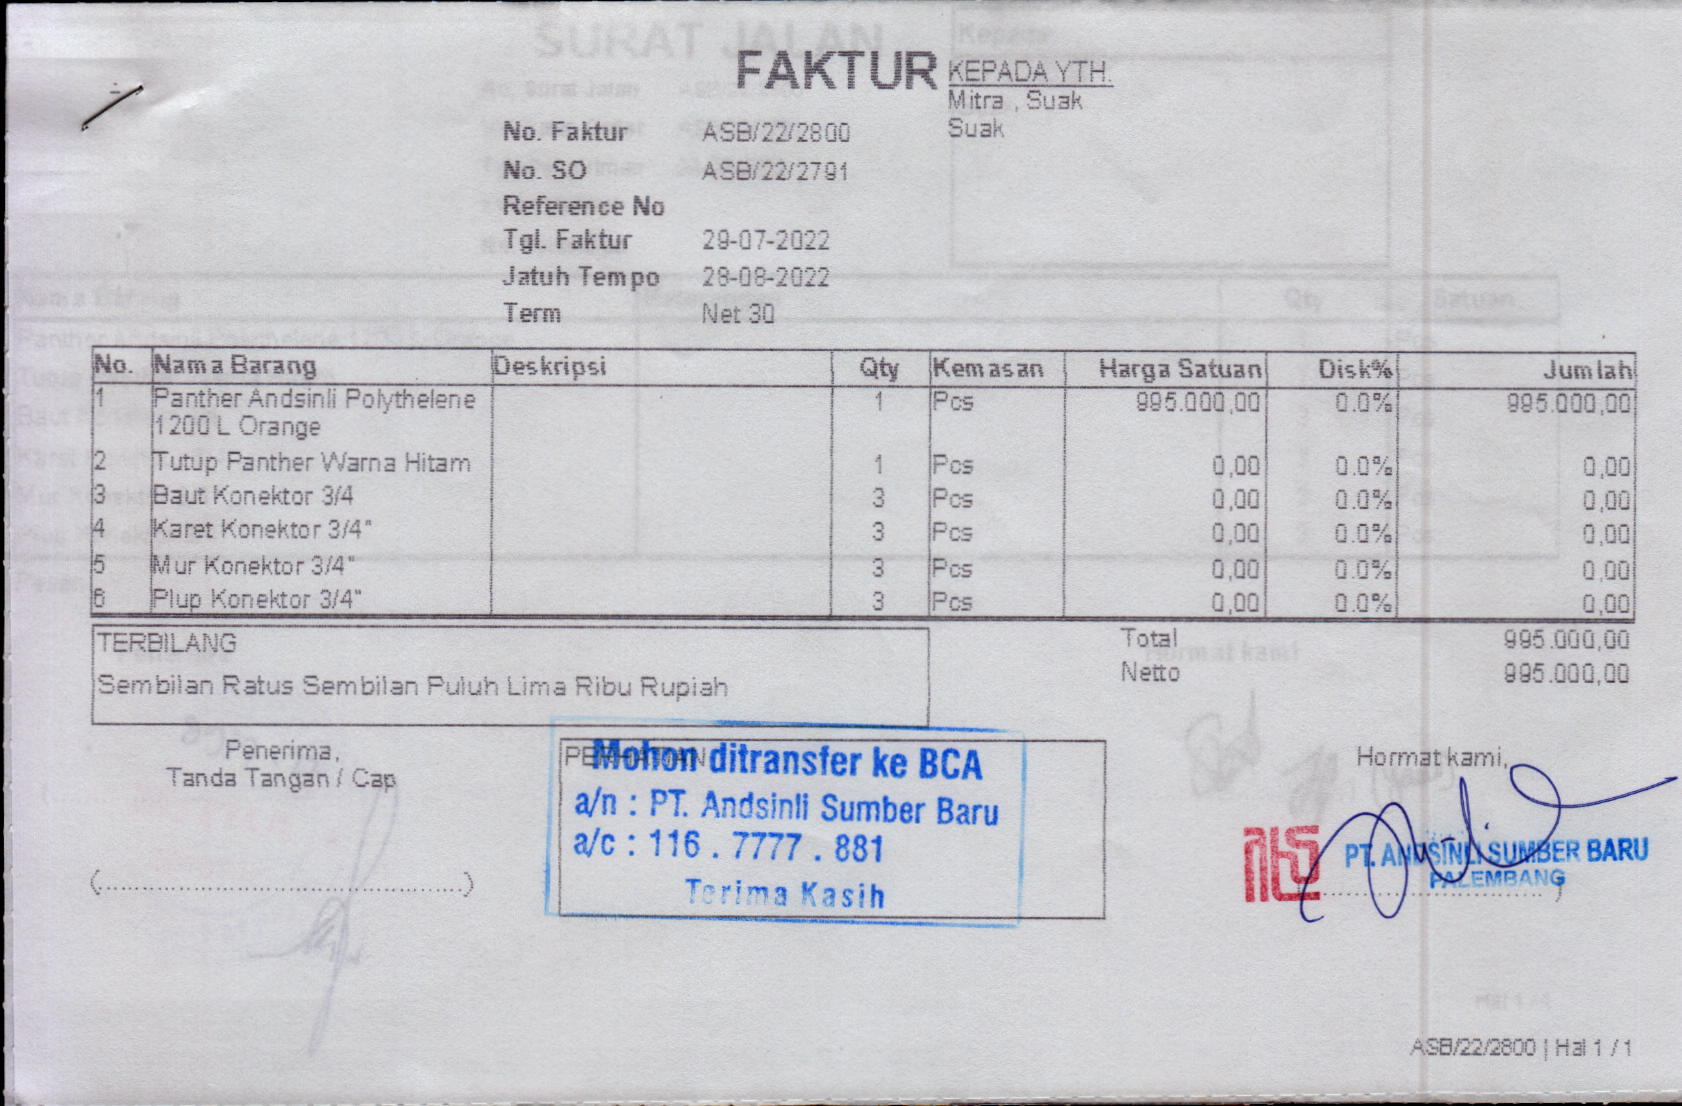 FAKTUR
KEPADA YTH.
Mitra , Suak
Suak
No. Faktur ASB/22/2800
No. SO ASB/22/2791
Reference No
Tgl. Faktur 29-07-2022
Jatuh Tempo 28-08-2022
Term Net 30
No. Nama Barang Deskripsi Qty Kemasan Harga Satuan Disk% Jumlah
1 Panther Andsinli Polythelene 1 Pcs 995.000,00 0.0% 995.000,00
1200 L Orange
2 Tutup Panther Warna Hitam 1 Pcs 0,00 0.0% 0,00
3 Baut Konektor 3/4 3 Pcs 0,00 0.0% 0,00
4 Karet Konektor 3/4" 3 Pcs 0,00 0.0% 0,00
5 Mur Konektor 3/4" 3 Pcs 0,00 0.0% 0,00
6 Plup Konektor 3/4" 3 Pcs 0,00 0.0% 0,00
TERBILANG
Sembilan Ratus Sembilan Puluh Lima Ribu Rupiah
Total 995.000,00
Netto 995.000,00
Penerima,
Tanda Tangan / Cap
PERHATIAN
Mohon ditransfer ke BCA
a/n : PT. Andsinli Sumber Baru
a/c : 116 . 7777 . 881
Terima Kasih
Hormat kami,
PT. ANDSINLI SUMBER BARU
PALEMBANG
ASB/22/2800 | Hal 1 / 1